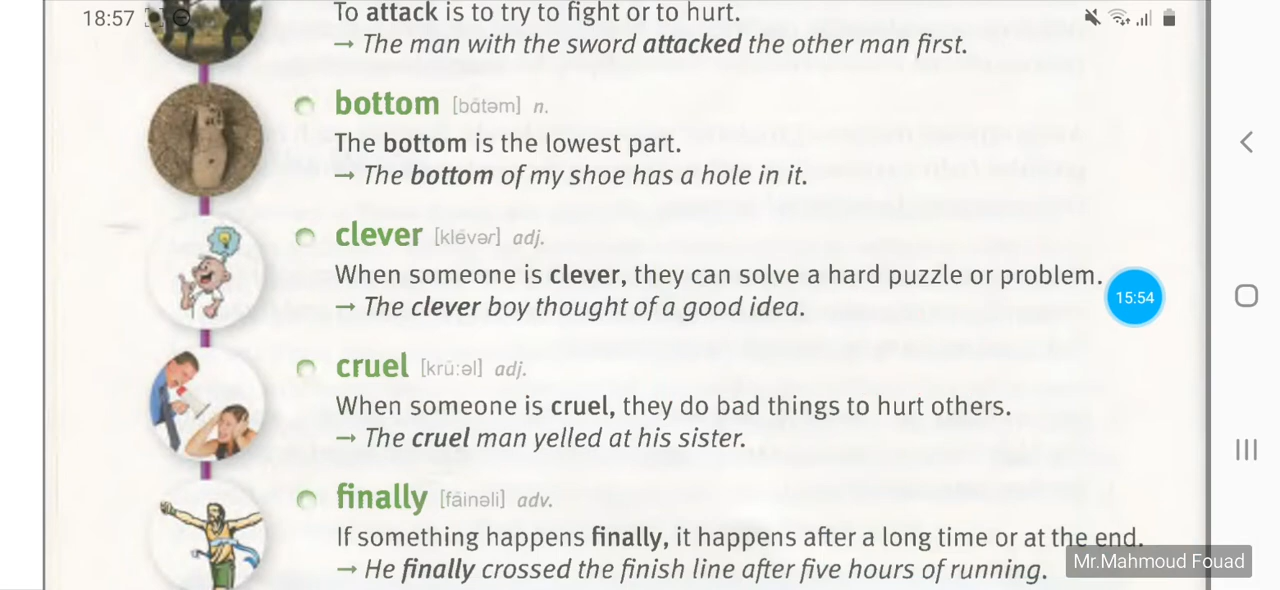 18:57
To attack is to try to fight or to hurt.
→ The man with the sword attacked the other man first.
bottom [bátəm] n.
The bottom is the lowest part.
→ The bottom of my shoe has a hole in it.
clever [klévər] adj.
When someone is clever, they can solve a hard puzzle or problem.
→ The clever boy thought of a good idea.
15:54
cruel [krúːəl] adj.
When someone is cruel, they do bad things to hurt others.
→ The cruel man yelled at his sister.
finally [fáinəli] adv.
If something happens finally, it happens after a long time or at the end.
→ He finally crossed the finish line after five hours of running.
Mr.Mahmoud Fouad